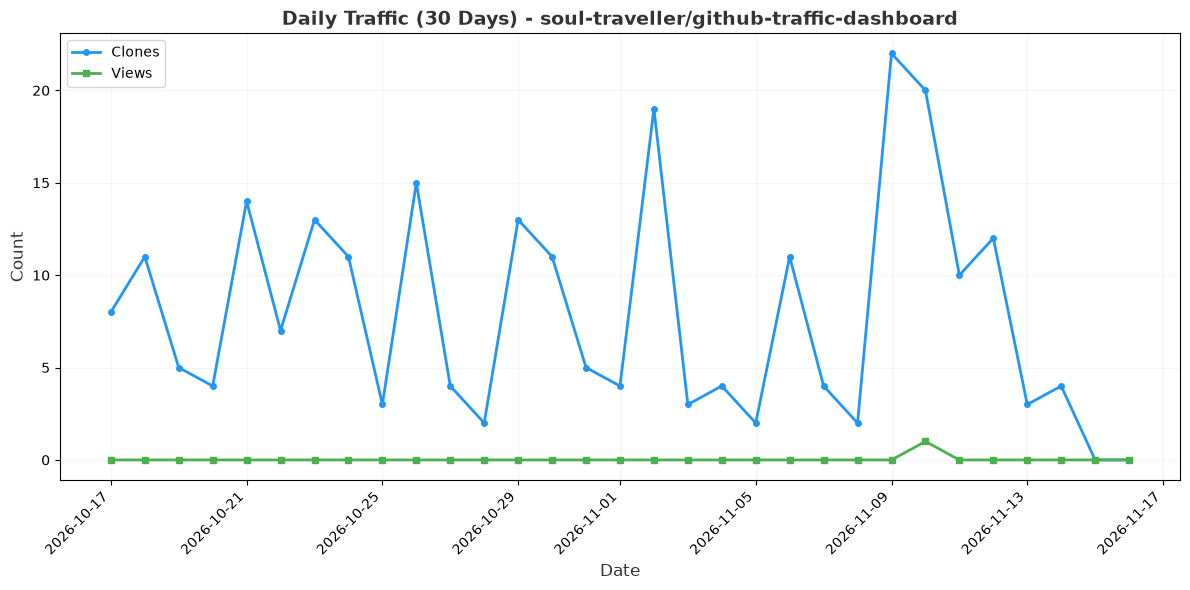 Daily Traffic (30 Days) - soul-traveller/github-traffic-dashboard
Clones
Views
Count
20
15
10
5
0
2026-10-17
2026-10-21
2026-10-25
2026-10-29
2026-11-01
2026-11-05
2026-11-09
2026-11-13
2026-11-17
Date